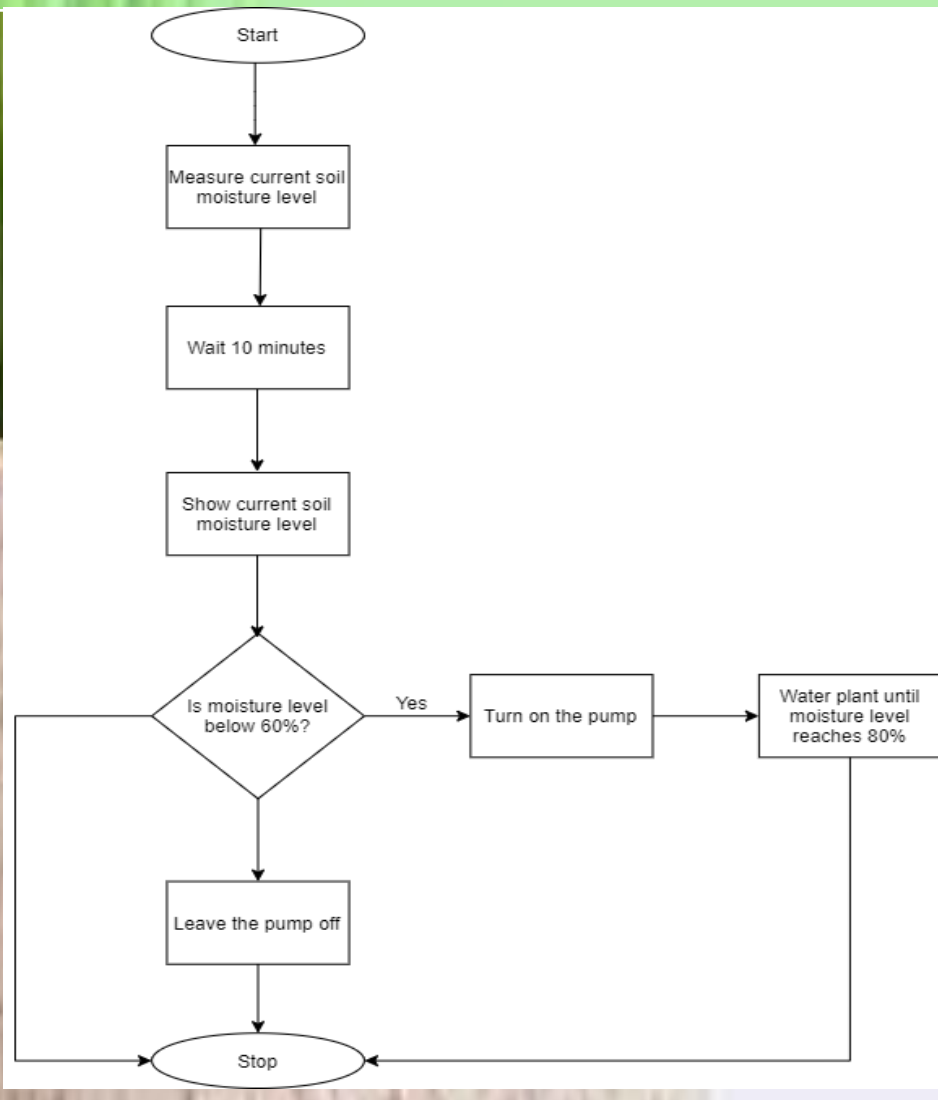 Start
Measure current soil
moisture level
Wait 10 minutes
Show current soil
moisture level
Is moisture level
below 60%?
Yes
Turn on the pump
Water plant until
moisture level
reaches 80%
Leave the pump off
Stop